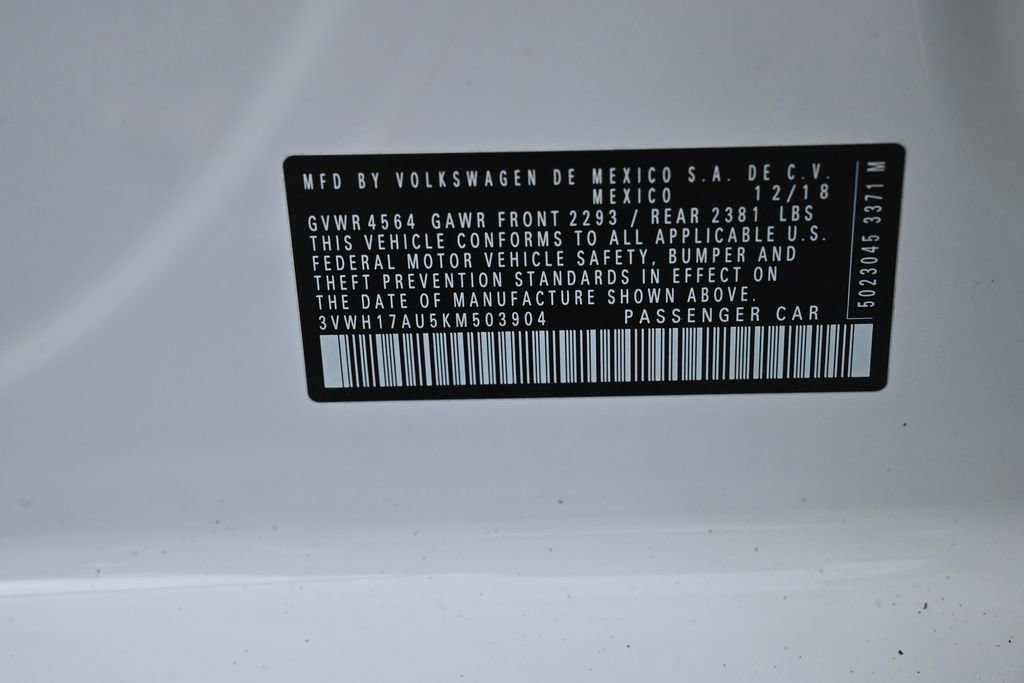 MFD BY VOLKSWAGEN DE MEXICO S.A. DE C.V.
MEXICO 12/18
GVWR 4564 GAWR FRONT 2293 / REAR 2381 LBS
THIS VEHICLE CONFORMS TO ALL APPLICABLE U.S.
FEDERAL MOTOR VEHICLE SAFETY, BUMPER AND
THEFT PREVENTION STANDARDS IN EFFECT ON
THE DATE OF MANUFACTURE SHOWN ABOVE.
3VWH17AU5KM503904 PASSENGER CAR
5023045 3371 M